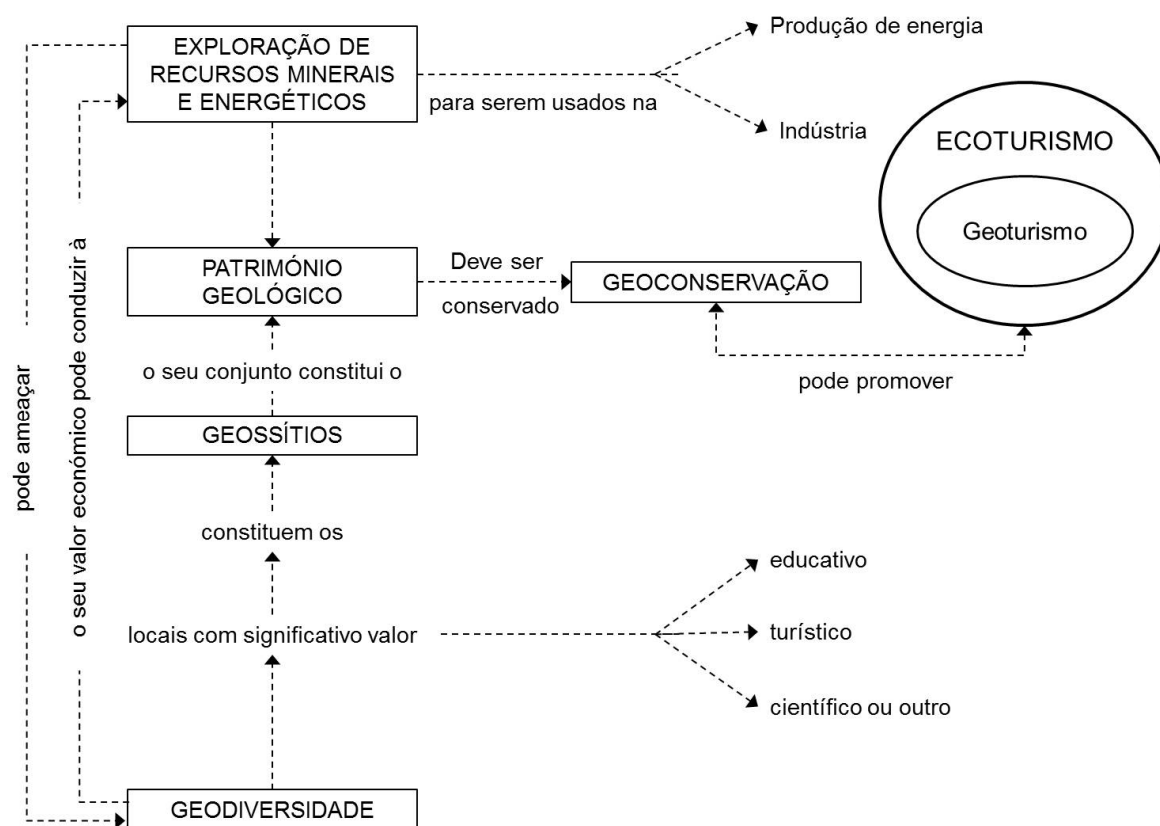 EXPLORAÇÃO DE
RECURSOS MINERAIS
E ENERGÉTICOS
para serem usados na
Produção de energia
Indústria
ECOTURISMO
Geoturismo
PATRIMÓNIO
GEOLÓGICO
Deve ser
conservado
GEOCONSERVAÇÃO
pode promover
o seu conjunto constitui o
GEOSSÍTIOS
constituem os
locais com significativo valor
educativo
turístico
científico ou outro
GEODIVERSIDADE
pode ameaçar
o seu valor económico pode conduzir à